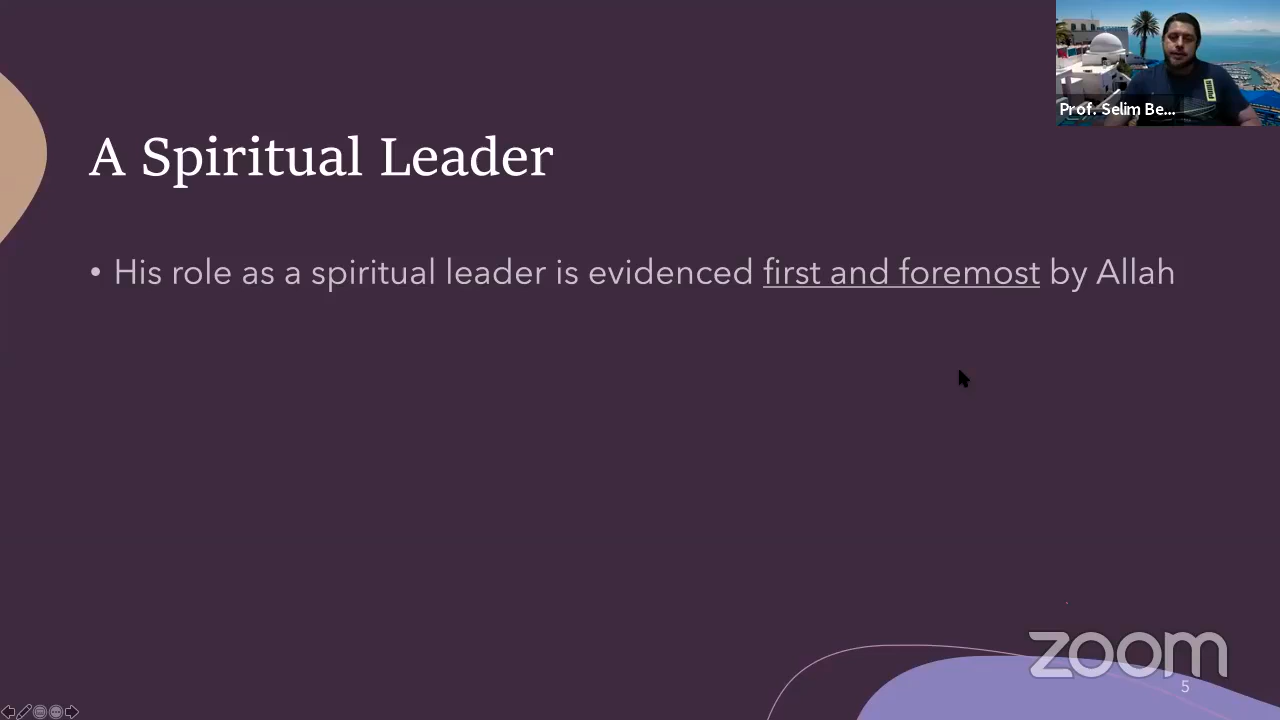 Prof. Selim Be...
A Spiritual Leader
• His role as a spiritual leader is evidenced first and foremost by Allah
zoom
5